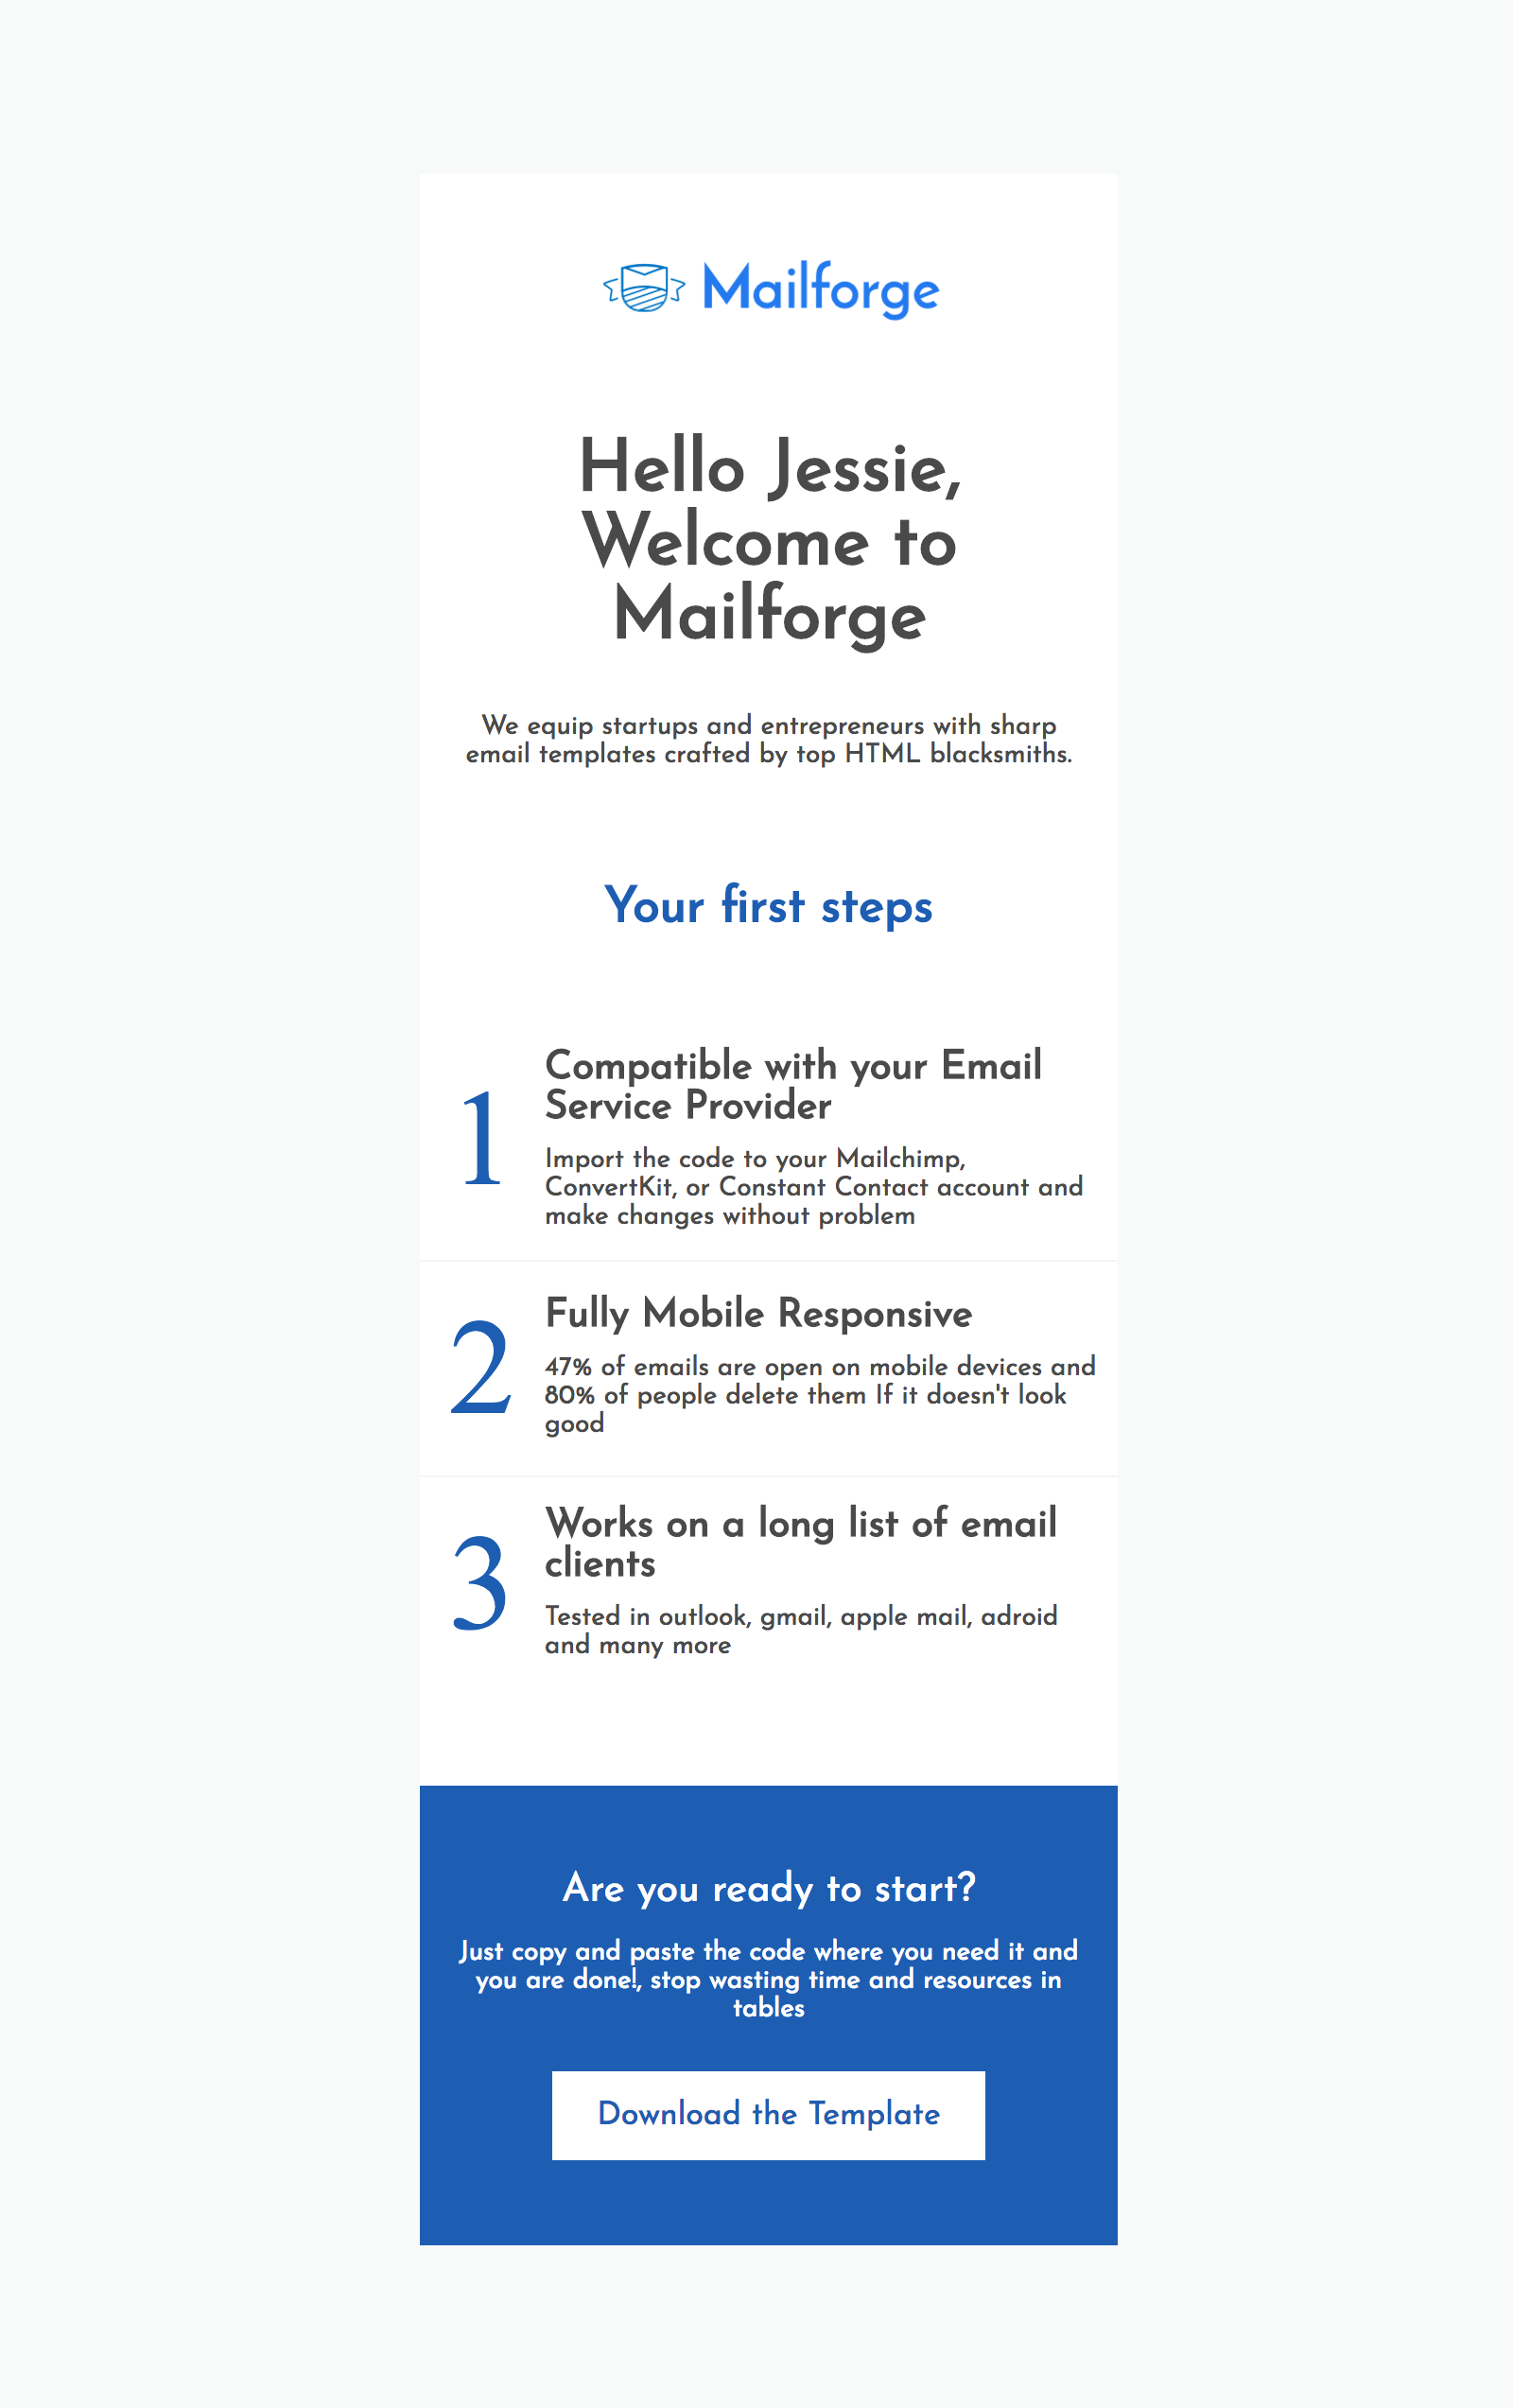 Mailforge
Hello Jessie,
Welcome to
Mailforge
We equip startups and entrepreneurs with sharp
email templates crafted by top HTML blacksmiths.
Your first steps
1
Compatible with your Email
Service Provider
Import the code to your Mailchimp,
ConvertKit, or Constant Contact account and
make changes without problem
2
Fully Mobile Responsive
47% of emails are open on mobile devices and
80% of people delete them If it doesn't look
good
3
Works on a long list of email
clients
Tested in outlook, gmail, apple mail, adroid
and many more
Are you ready to start?
Just copy and paste the code where you need it and
you are done!, stop wasting time and resources in
tables
Download the Template